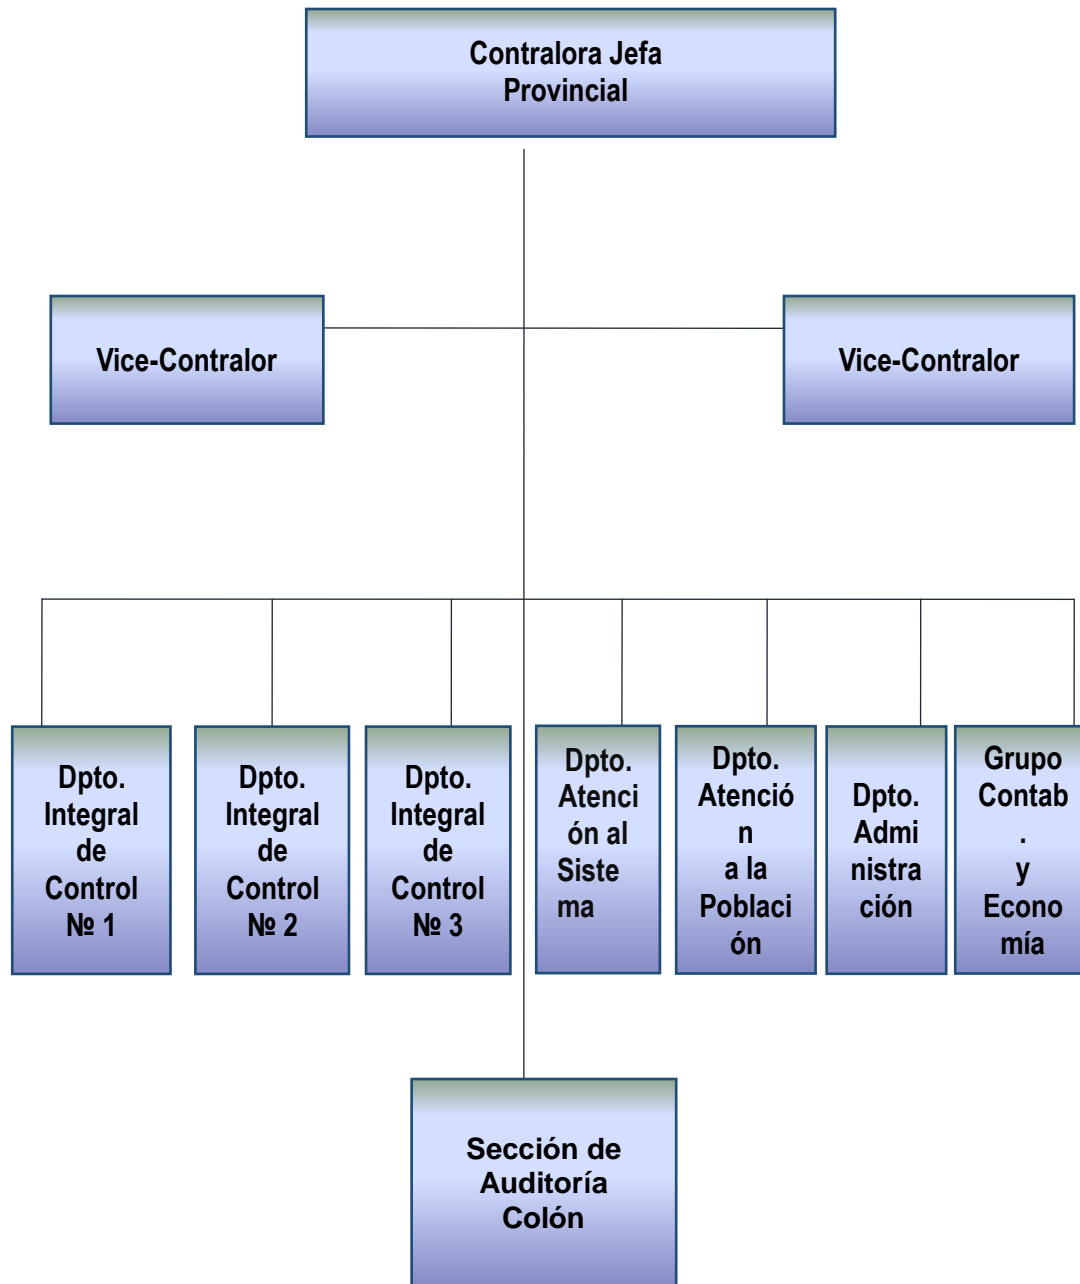 Contralora Jefa
Provincial
Vice-Contralor
Vice-Contralor
Dpto.
Integral
de
Control
№ 1
Dpto.
Integral
de
Control
№ 2
Dpto.
Integral
de
Control
№ 3
Dpto.
Atenci
ón al
Siste
ma
Dpto.
Atenció
n
a la
Poblaci
ón
Dpto.
Admi
nistra
ción
Grupo
Contab
.
y
Econo
mía
Sección de
Auditoría
Colón